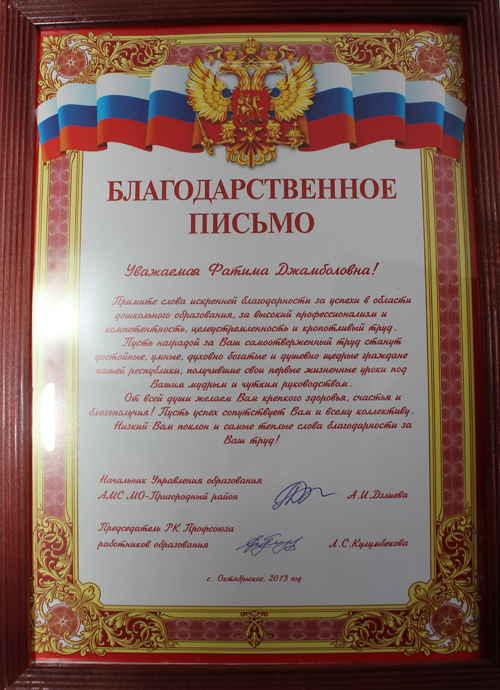 БЛАГОДАРСТВЕННОЕ
ПИСЬМО
Уважаемая Фатима Джамболовна!
Примите слова искренней благодарности за успехи в области
дошкольного образования, за высокий профессионализм и
компетентность, целеустремленность и кропотливый труд.
Пусть наградой за Ваш самоотверженный труд станут
достойные, умные, духовно богатые и душевно щедрые граждане
нашей республики, получившие свои первые жизненные уроки под
Вашим мудрым и чутким руководством.
От всей души желаем Вам крепкого здоровья, счастья и
благополучия! Пусть успех сопутствует Вам и всему коллективу.
Низкий Вам поклон и самые теплые слова благодарности за
Ваш труд!
Начальник Управления образования
АМС МО-Пригородный район А.И.Дзлиева
Председатель РК Профсоюза
работников образования Л.С.Кулумбекова
с. Октябрьское, 2013 год